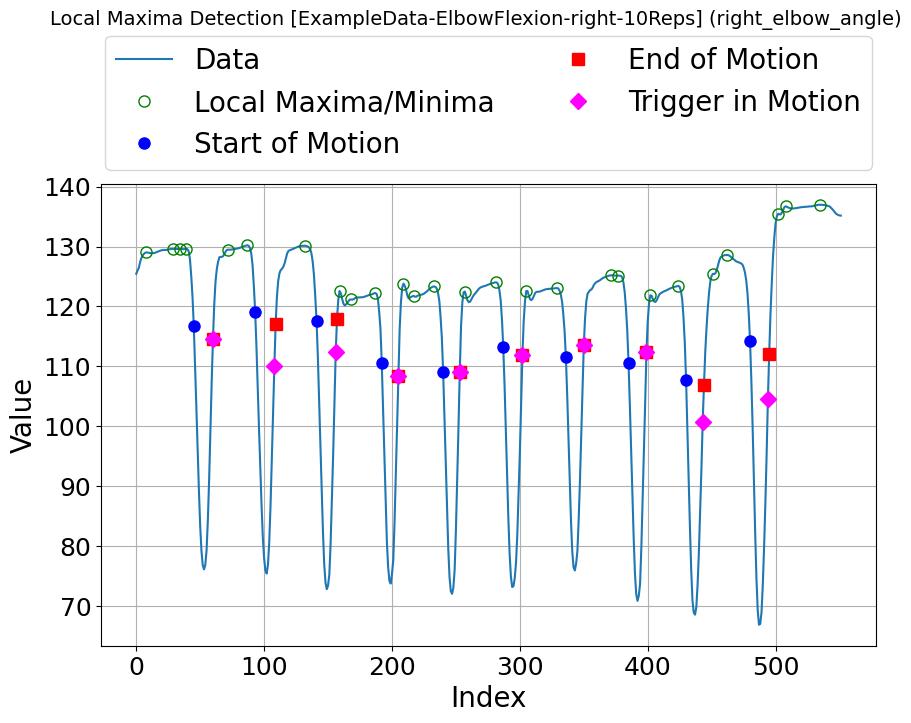 Local Maxima Detection [ExampleData-ElbowFlexion-right-10Reps] (right_elbow_angle)
Data
Local Maxima/Minima
Start of Motion
End of Motion
Trigger in Motion
140
130
120
110
100
90
80
70
Value
0 100 200 300 400 500
Index